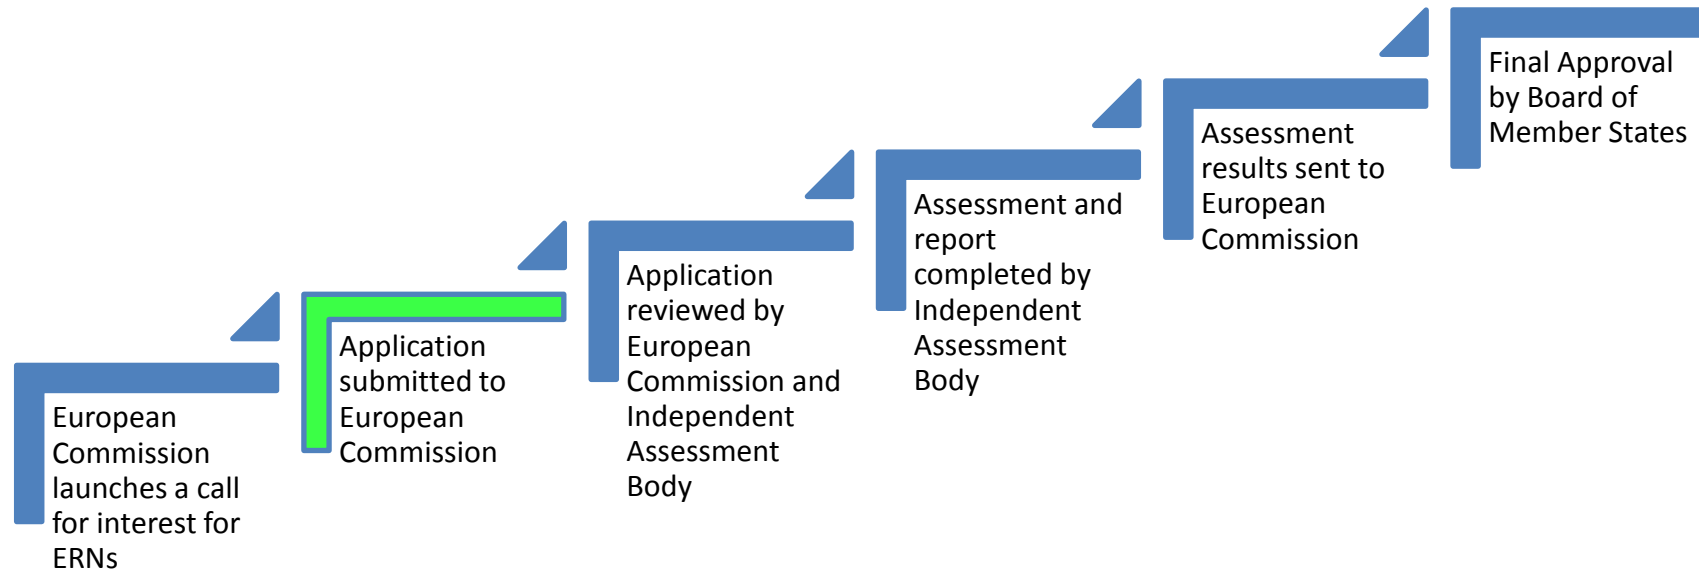 European
Commission
launches a call
for interest for
ERNs
Application
submitted to
European
Commission
Application
reviewed by
European
Commission and
Independent
Assessment
Body
Assessment and
report
completed by
Independent
Assessment
Body
Assessment
results sent to
European
Commission
Final Approval
by Board of
Member States